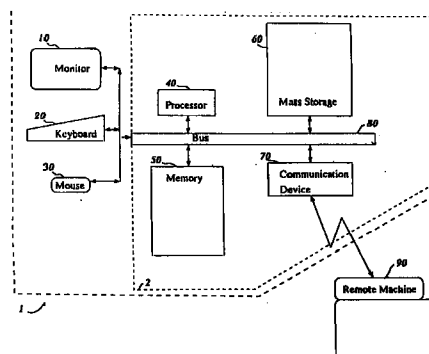 10
Monitor
20
Keyboard
30
Mouse
40
Processor
60
Mass Storage
80
Bus
50
Memory
70
Communication
Device
90
Remote Machine
2
1